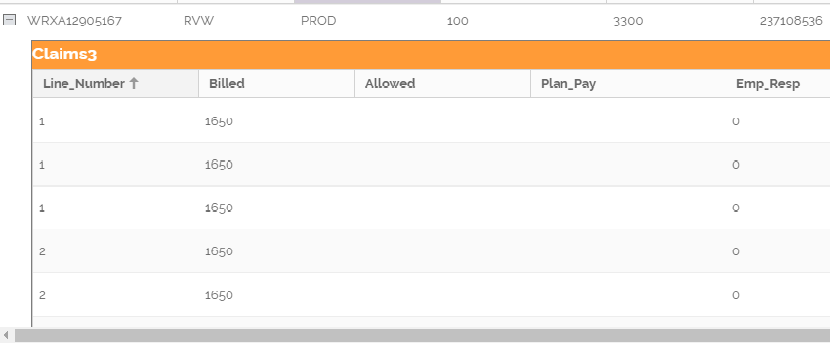 WRXA12905167 RVW PROD 100 3300 237108536
Claims3
Line_Number Billed Allowed Plan_Pay Emp_Resp
1 1650 0
1 1650 0
1 1650 0
2 1650 0
2 1650 0